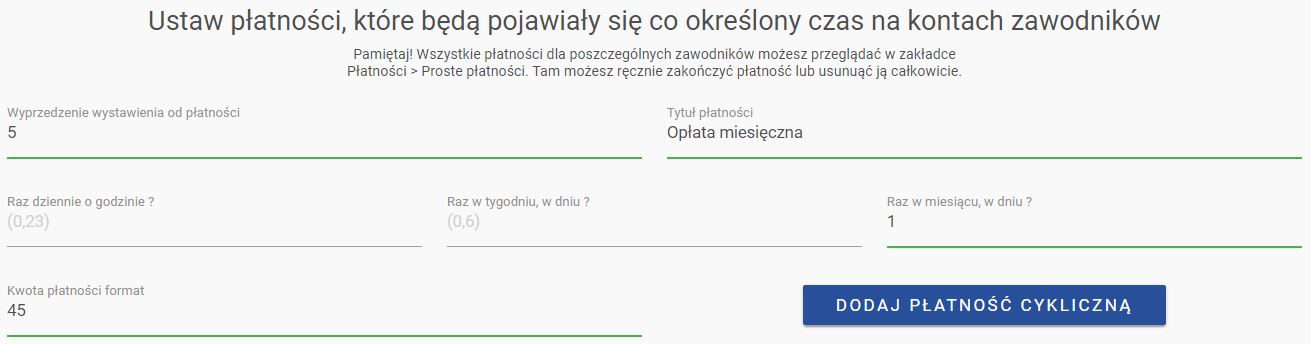 Ustaw płatności, które będą pojawiały się co określony czas na kontach zawodników
Pamiętaj! Wszystkie płatności dla poszczególnych zawodników możesz przeglądać w zakładce
Płatności > Proste płatności. Tam możesz ręcznie zakończyć płatność lub usunuąć ją całkowicie.
Wyprzedzenie wystawienia od płatności
5
Tytuł płatności
Opłata miesięczna
Raz dziennie o godzinie ?
(0,23)
Raz w tygodniu, w dniu ?
(0,6)
Raz w miesiącu, w dniu ?
1
Kwota płatności format
45
DODAJ PŁATNOŚĆ CYKLICZNĄ